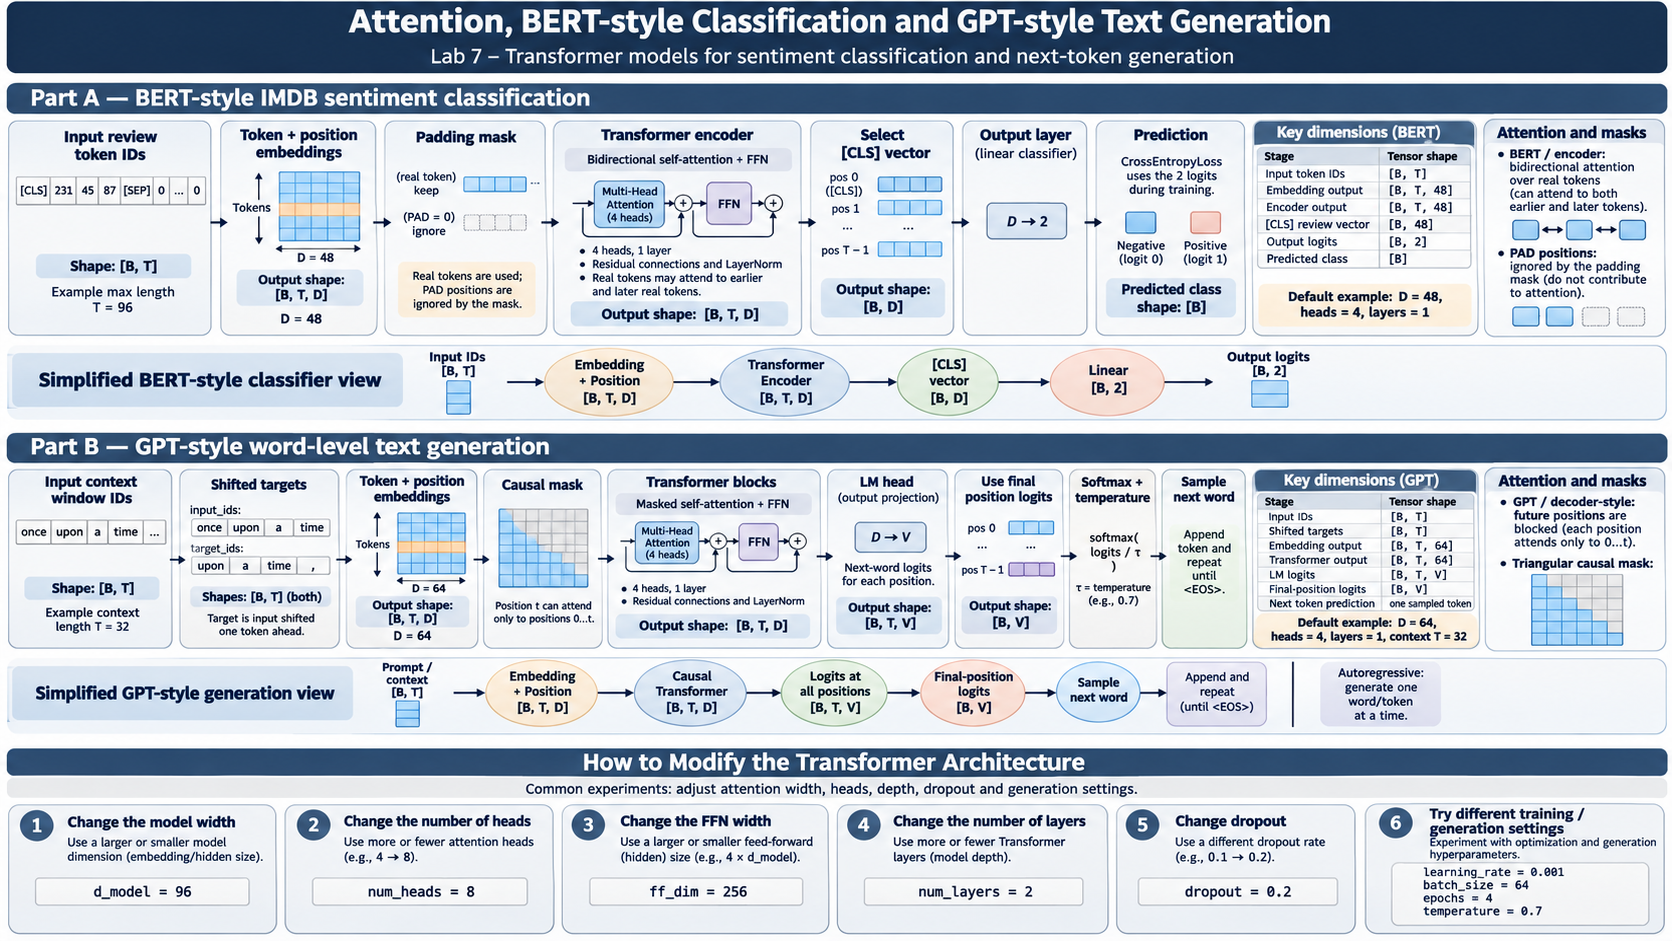 Attention, BERT-style Classification and GPT-style Text Generation
Lab 7 – Transformer models for sentiment classification and next-token generation
Part A — BERT-style IMDB sentiment classification
Input review
token IDs
[CLS] 231 45 87 [SEP] 0 ... 0
Shape: [B, T]
Example max length
T = 96
Token + position
embeddings
Tokens
D = 48
Output shape:
[B, T, D]
D = 48
Padding mask
(real token)
keep
...
(PAD = 0)
ignore
Real tokens are used;
PAD positions are
ignored by the mask.
Transformer encoder
Bidirectional self-attention + FFN
Multi-Head
Attention
(4 heads)
+
FFN
+
• 4 heads, 1 layer
• Residual connections and LayerNorm
• Real tokens may attend to earlier
and later real tokens.
Output shape: [B, T, D]
Select
[CLS] vector
pos 0
([CLS])
pos 1
... ...
pos T – 1
Output shape:
[B, D]
Output layer
(linear classifier)
D → 2
Prediction
CrossEntropyLoss
uses the 2 logits
during training.
Negative
(logit 0)
Positive
(logit 1)
Predicted class
shape: [B]
Key dimensions (BERT)
Stage Tensor shape
Input token IDs [B, T]
Embedding output [B, T, 48]
Encoder output [B, T, 48]
[CLS] review vector [B, 48]
Output logits [B, 2]
Predicted class [B]
Default example: D = 48,
heads = 4, layers = 1
Attention and masks
• BERT / encoder:
bidirectional attention
over real tokens
(can attend to both
earlier and later tokens).
• PAD positions:
ignored by the padding
mask (do not contribute
to attention).
Simplified BERT-style classifier view
Input IDs
[B, T]
Embedding
+ Position
[B, T, D]
Transformer
Encoder
[B, T, D]
[CLS]
vector
[B, D]
Linear
[B, 2]
Output logits
[B, 2]
Part B — GPT-style word-level text generation
Input context
window IDs
once upon a time ...
Shape: [B, T]
Example context
length T = 32
Shifted targets
input_ids:
once upon a time
target_ids:
upon a time ,
Shapes: [B, T] (both)
Target is input shifted
one token ahead.
Token + position
embeddings
Tokens
D = 64
Output shape:
[B, T, D]
D = 64
Causal mask
Position t can attend
only to positions 0...t.
Transformer blocks
Masked self-attention + FFN
Multi-Head
Attention
(4 heads)
+
FFN
+
• 4 heads, 1 layer
• Residual connections and LayerNorm
Output shape: [B, T, D]
LM head
(output projection)
D → V
Next-word logits
for each position.
Output shape:
[B, T, V]
Use final
position logits
pos 0
... ...
pos T – 1
Output shape:
[B, V]
Softmax +
temperature
softmax(
logits / τ
)
τ = temperature
(e.g., 0.7)
Sample
next word
Append
token and
repeat
until
<EOS>.
Key dimensions (GPT)
Stage Tensor shape
Input IDs [B, T]
Shifted targets [B, T]
Embedding output [B, T, 64]
Transformer output [B, T, 64]
LM logits [B, T, V]
Final-position logits [B, V]
Next token prediction one sampled token
Default example: D = 64,
heads = 4, layers = 1, context T = 32
Attention and masks
• GPT / decoder-style:
future positions are
blocked (each position
attends only to 0...t).
• Triangular causal mask:
Simplified GPT-style generation view
Prompt /
context
[B, T]
Embedding
+ Position
[B, T, D]
Causal
Transformer
[B, T, D]
Logits at
all positions
[B, T, V]
Final-position
logits
[B, V]
Sample
next word
Append and
repeat
(until <EOS>)
Autoregressive:
generate one
word/token
at a time.
How to Modify the Transformer Architecture
Common experiments: adjust attention width, heads, depth, dropout and generation settings.
1 Change the model width
Use a larger or smaller model
dimension (embedding/hidden size).
d_model = 96
2 Change the number of heads
Use more or fewer attention heads
(e.g., 4 → 8).
num_heads = 8
3 Change the FFN width
Use a larger or smaller feed-forward
(hidden) size (e.g., 4 × d_model).
ff_dim = 256
4 Change the number of layers
Use more or fewer Transformer
layers (model depth).
num_layers = 2
5 Change dropout
Use a different dropout rate
(e.g., 0.1 → 0.2).
dropout = 0.2
6 Try different training /
generation settings
Experiment with optimization and generation
hyperparameters.
learning_rate = 0.001
batch_size = 64
epochs = 4
temperature = 0.7